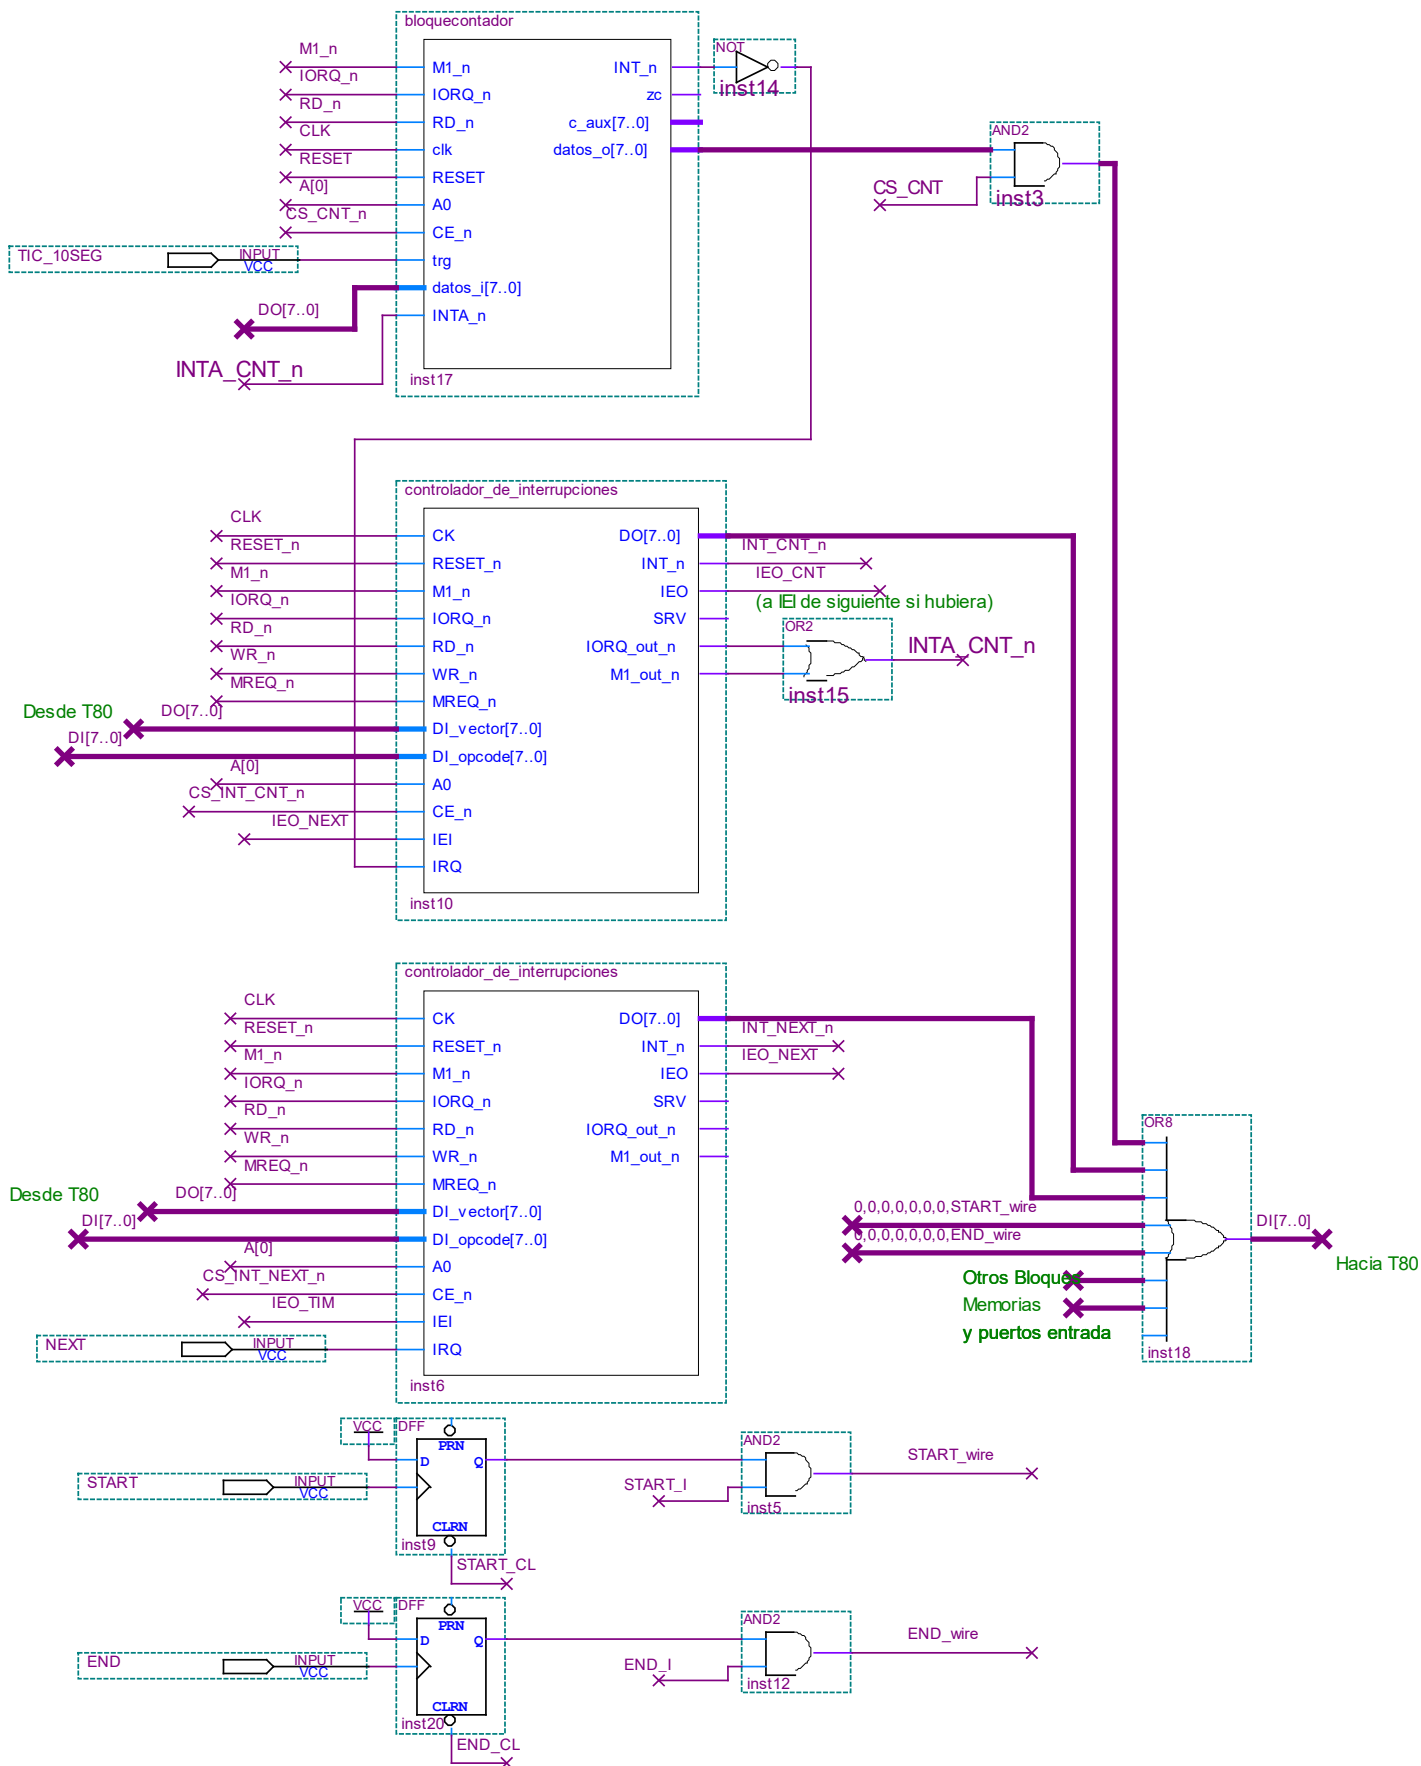 bloquecontador
M1_n
IORQ_n
RD_n
CLK
RESET
A[0]
CS_CNT_n
M1_n
IORQ_n
RD_n
clk
RESET
A0
CE_n
trg
datos_i[7..0]
INTA_n
INT_n
zc
c_aux[7..0]
datos_o[7..0]
TIC_10SEG
INPUT
VCC
DO[7..0]
INTA_CNT_n
inst17
NOT
inst14
AND2
CS_CNT
inst3
controlador_de_interrupciones
CLK
RESET_n
M1_n
IORQ_n
RD_n
WR_n
MREQ_n
Desde T80
DO[7..0]
DI[7..0]
A[0]
CS_INT_CNT_n
IEO_NEXT
CK
RESET_n
M1_n
IORQ_n
RD_n
WR_n
MREQ_n
DI_vector[7..0]
DI_opcode[7..0]
A0
CE_n
IEI
IRQ
DO[7..0]
INT_n
IEO
SRV
IORQ_out_n
M1_out_n
inst10
INT_CNT_n
IEO_CNT
(a IEI de siguiente si hubiera)
OR2
INTA_CNT_n
inst15
controlador_de_interrupciones
CLK
RESET_n
M1_n
IORQ_n
RD_n
WR_n
MREQ_n
Desde T80
DO[7..0]
DI[7..0]
A[0]
CS_INT_NEXT_n
IEO_TIM
NEXT
INPUT
VCC
CK
RESET_n
M1_n
IORQ_n
RD_n
WR_n
MREQ_n
DI_vector[7..0]
DI_opcode[7..0]
A0
CE_n
IEI
IRQ
DO[7..0]
INT_n
IEO
SRV
IORQ_out_n
M1_out_n
inst6
INT_NEXT_n
IEO_NEXT
OR8
0,0,0,0,0,0,0,START_wire
0,0,0,0,0,0,0,END_wire
Otros Bloques
Memorias
y puertos entrada
DI[7..0]
Hacia T80
inst18
VCC
DFF
PRN
D
Q
START
INPUT
VCC
CLRN
inst9
START_CL
AND2
START_I
START_wire
inst5
VCC
DFF
PRN
D
Q
END
INPUT
VCC
CLRN
inst20
END_CL
AND2
END_I
END_wire
inst12